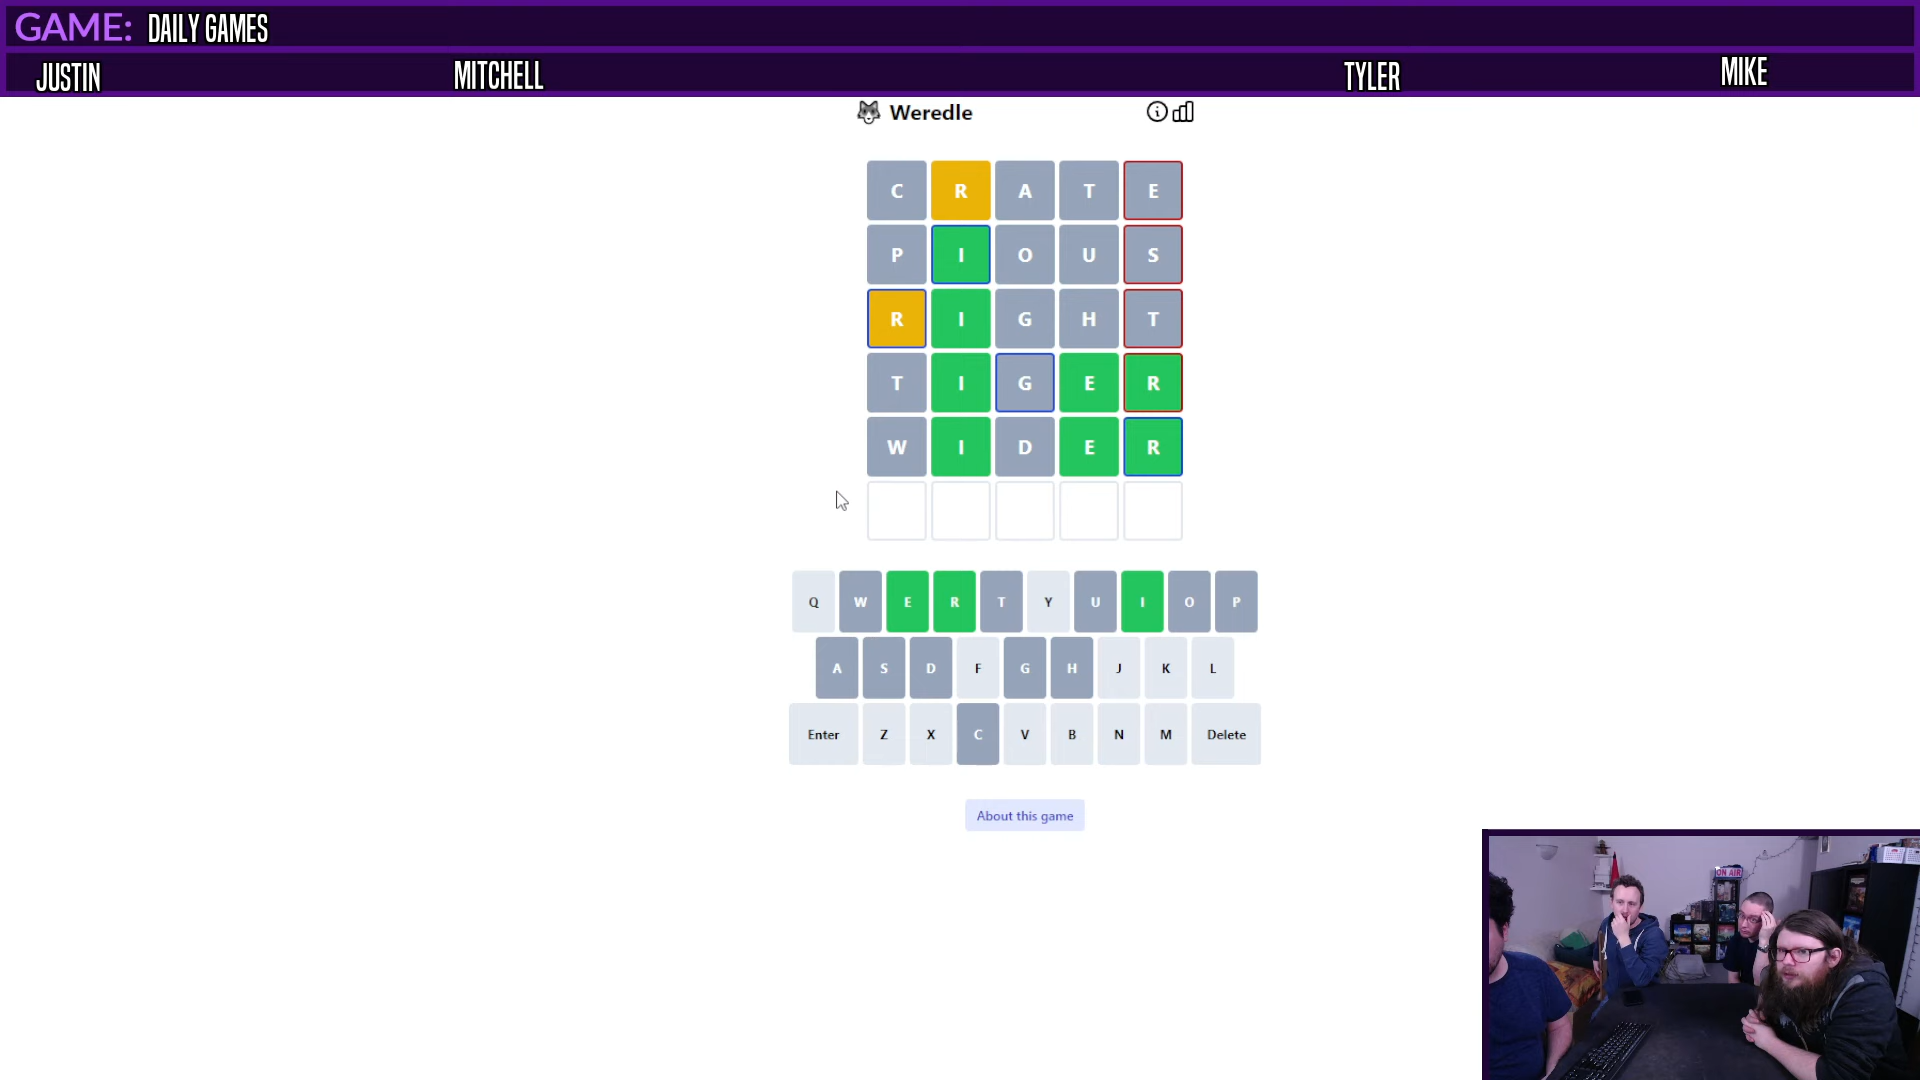 GAME: DAILY GAMES
JUSTIN MITCHELL TYLER MIKE
Weredle
C R A T E
P I O U S
R I G H T
T I G E R
W I D E R
Q W E R T Y U I O P
A S D F G H J K L
Enter Z X C V B N M Delete
About this game
ON AIR